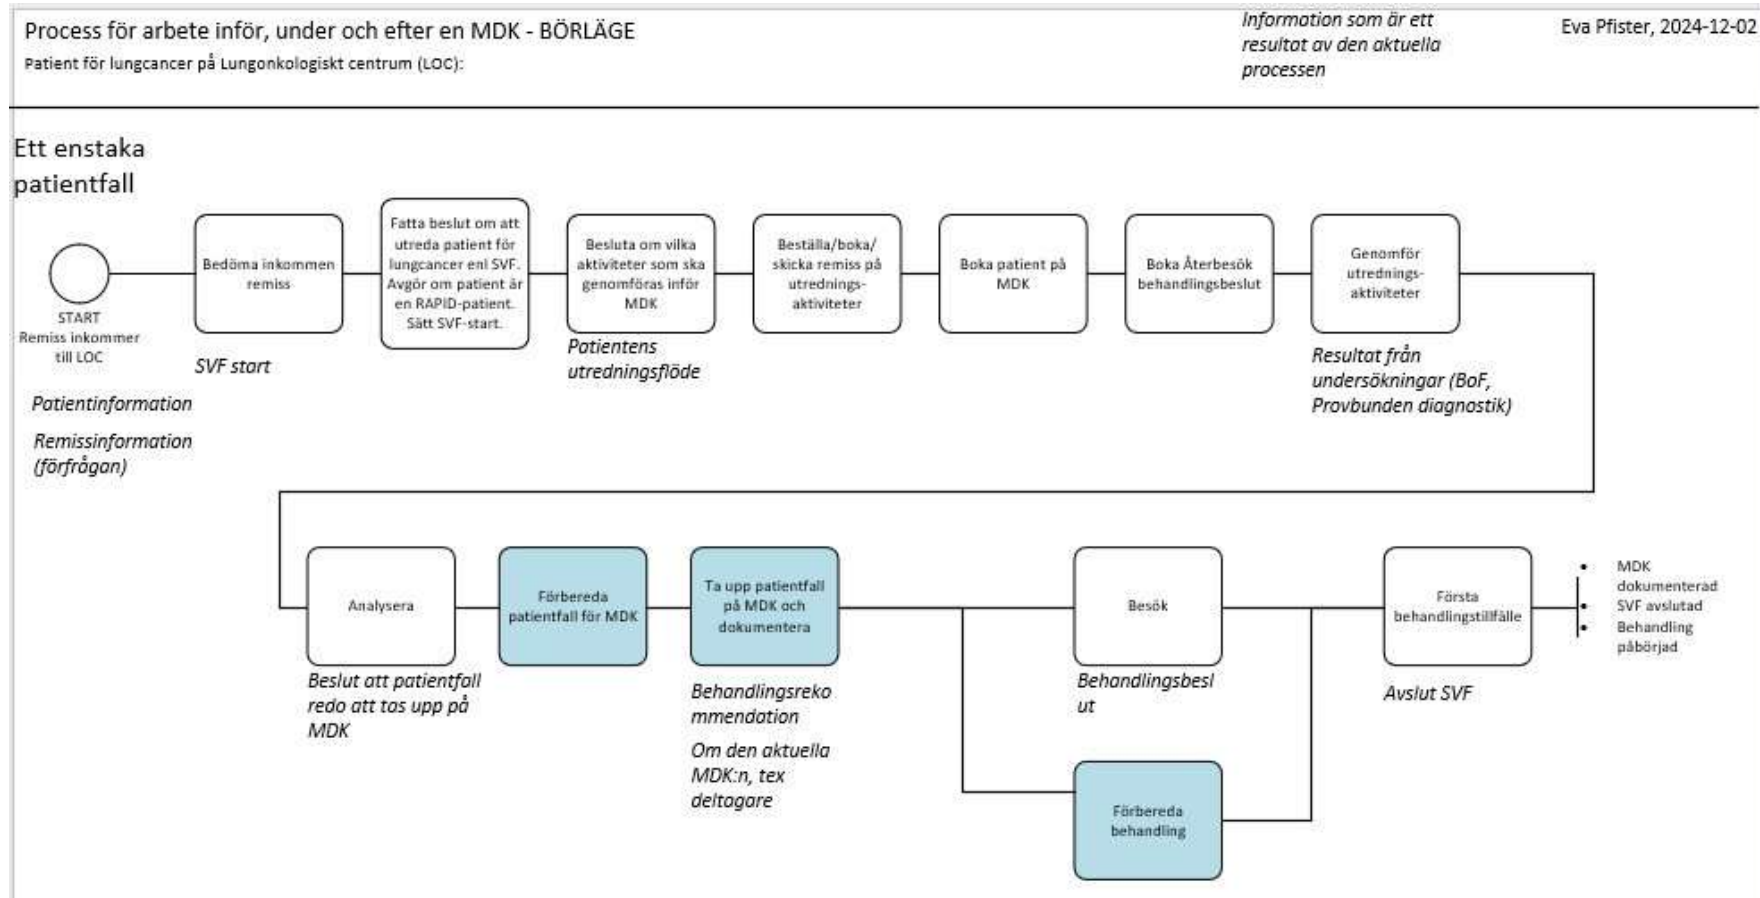 Process för arbete inför, under och efter en MDK - BÖRLÄGE
Patient för lungcancer på Lungonkologiskt centrum (LOC):
Information som är ett
resultat av den aktuella
processen
Eva Pfister, 2024-12-02
Ett enstaka
patientfall
START
Remiss inkommer
till LOC
Patientinformation
Remissinformation
(förfrågan)
Bedöma inkommen
remiss
SVF start
Fatta beslut om att
utreda patient för
lungcancer enl SVF.
Avgör om patient är
en RAPID-patient.
Sätt SVF-start.
Besluta om vilka
aktiviteter som ska
genomföras inför
MDK
Patientens
utredningsflöde
Beställa/boka/
skicka remiss på
utrednings-
aktiviteter
Boka patient på
MDK
Boka Återbesök
behandlingsbeslut
Genomför
utrednings-
aktiviteter
Resultat från
undersökningar (BoF,
Provbunden diagnostik)
Analysera
Beslut att patientfall
redo att tas upp på
MDK
Förbereda
patientfall för MDK
Ta upp patientfall
på MDK och
dokumentera
Behandlingsreko
mmendation
Om den aktuella
MDK:n, tex
deltagare
Besök
Behandlingsbesl
ut
Förbereda
behandling
Första
behandlingstillfälle
Avslut SVF
• MDK
dokumenterad
• SVF avslutad
• Behandling
påbörjad